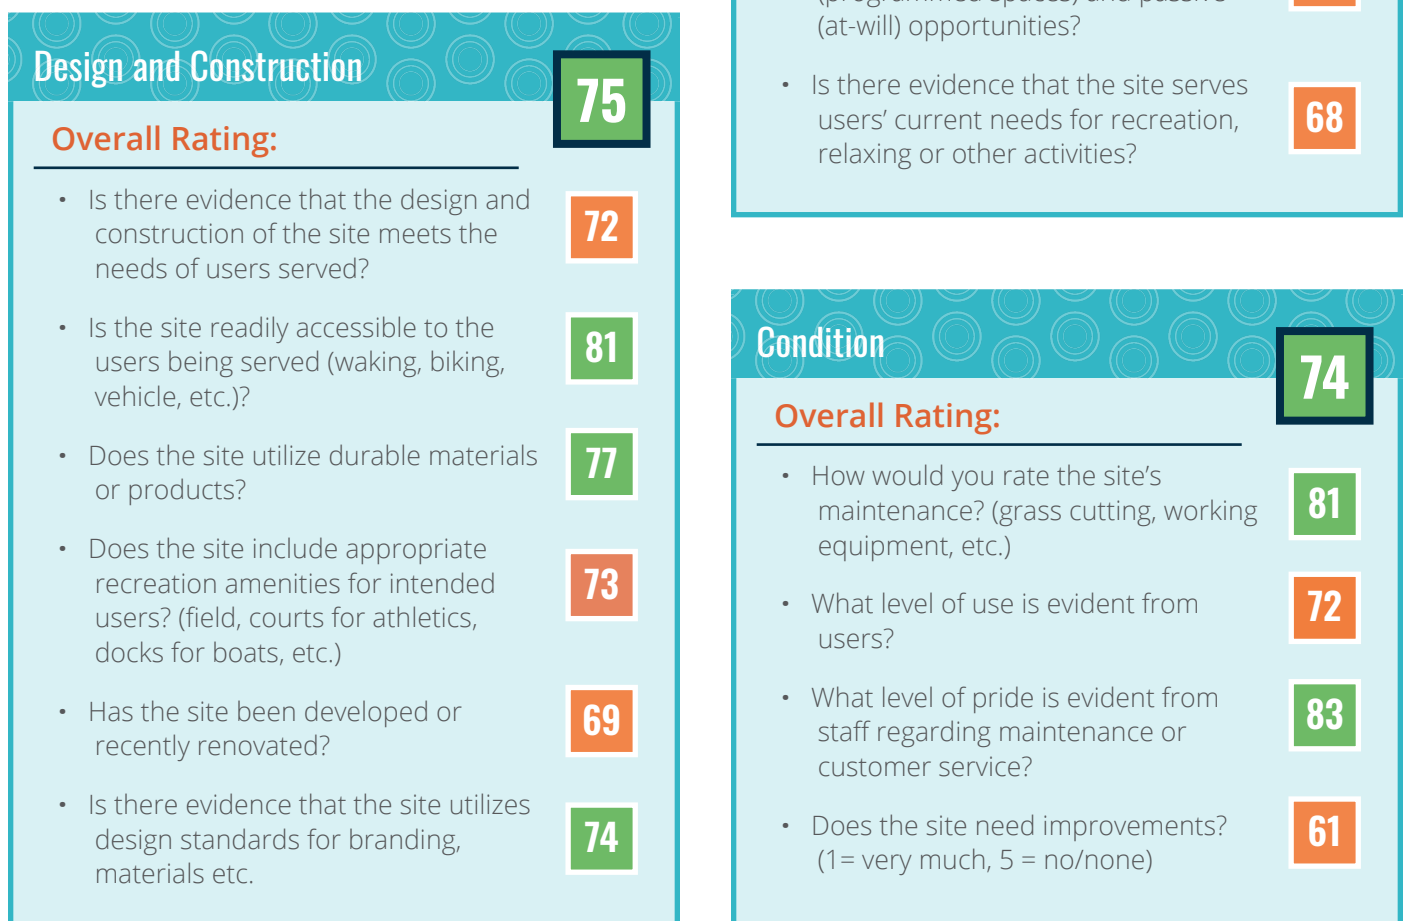 Design and Construction
75
Overall Rating:
• Is there evidence that the design and
construction of the site meets the
needs of users served?
72
• Is the site readily accessible to the
users being served (waking, biking,
vehicle, etc.)?
81
• Does the site utilize durable materials
or products?
77
• Does the site include appropriate
recreation amenities for intended
users? (field, courts for athletics,
docks for boats, etc.)
73
• Has the site been developed or
recently renovated?
69
• Is there evidence that the site utilizes
design standards for branding,
materials etc.
74
(at-will) opportunities?
• Is there evidence that the site serves
users’ current needs for recreation,
relaxing or other activities?
68
Condition
74
Overall Rating:
• How would you rate the site’s
maintenance? (grass cutting, working
equipment, etc.)
81
• What level of use is evident from
users?
72
• What level of pride is evident from
staff regarding maintenance or
customer service?
83
• Does the site need improvements?
(1= very much, 5 = no/none)
61